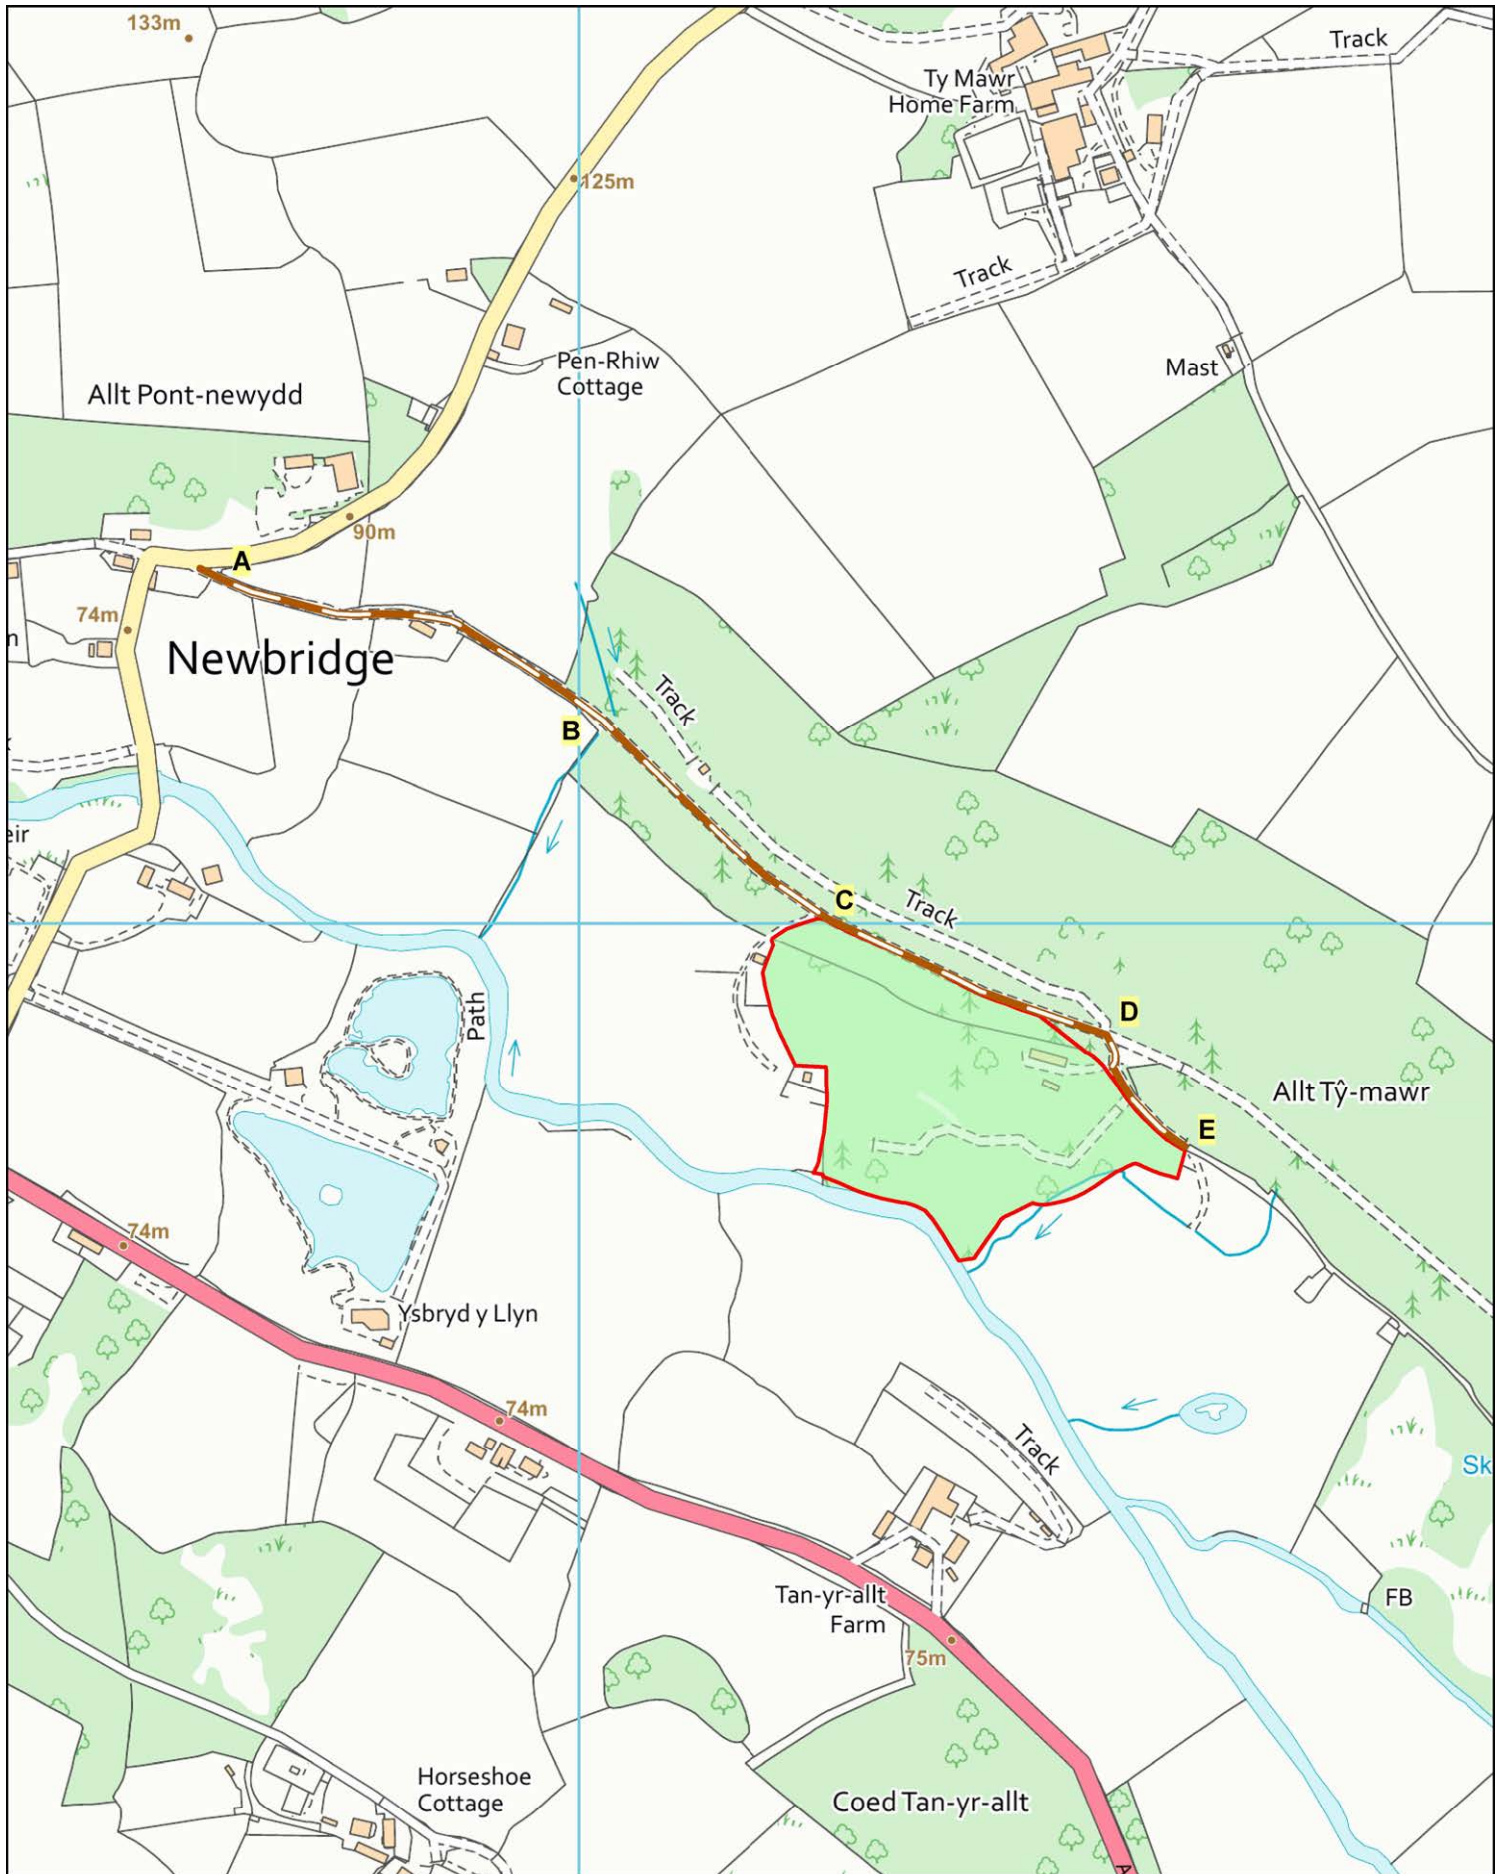 133m
Track
Ty Mawr
Home Farm
125m
Track
Pen-Rhiw
Cottage
Mast
Allt Pont-newydd
90m
A
74m
n
Newbridge
Track
B
eir
C
Track
Path
D
Allt Tŷ-mawr
E
74m
Ysbryd y Llyn
74m
Track
Sk
Tan-yr-allt
Farm
FB
75m
Horseshoe
Cottage
Coed Tan-yr-allt
A